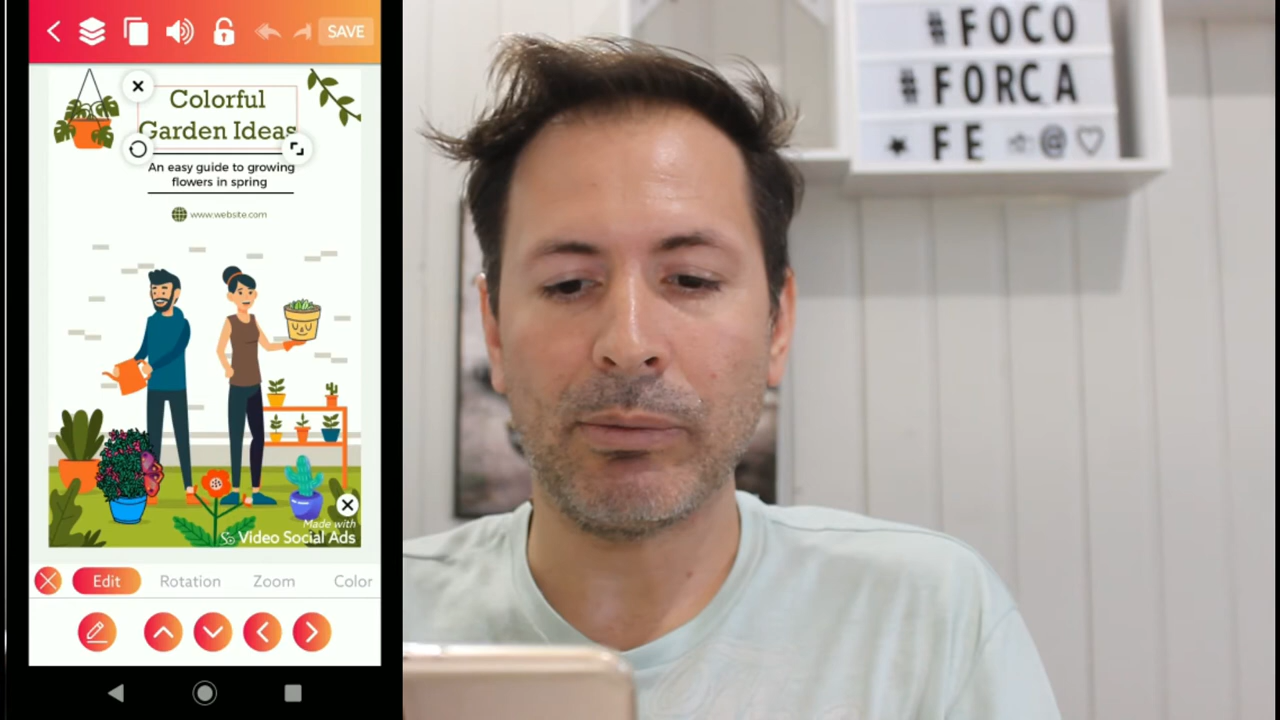 SAVE
Colorful
Garden Ideas
An easy guide to growing
flowers in spring
www.website.com
Made with
Video Social Ads
Edit
Rotation
Zoom
Color
#FOCO
#FORCA
FE @